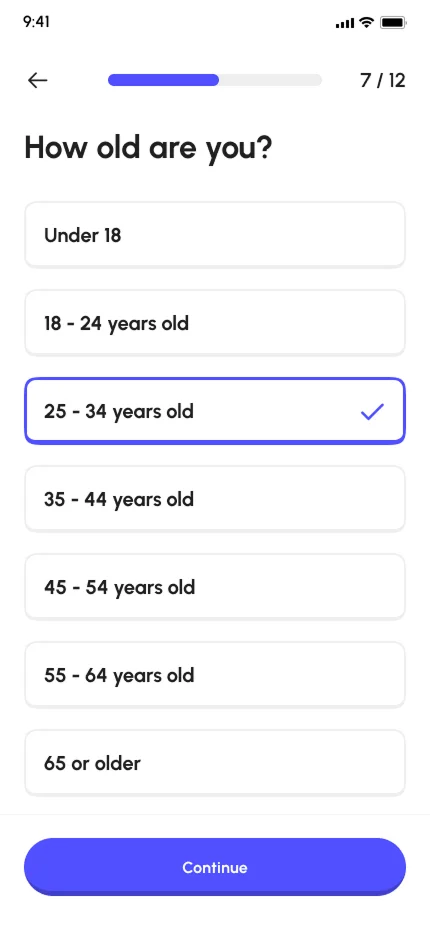 9:41
7 / 12
How old are you?
Under 18
18 - 24 years old
25 - 34 years old
35 - 44 years old
45 - 54 years old
55 - 64 years old
65 or older
Continue